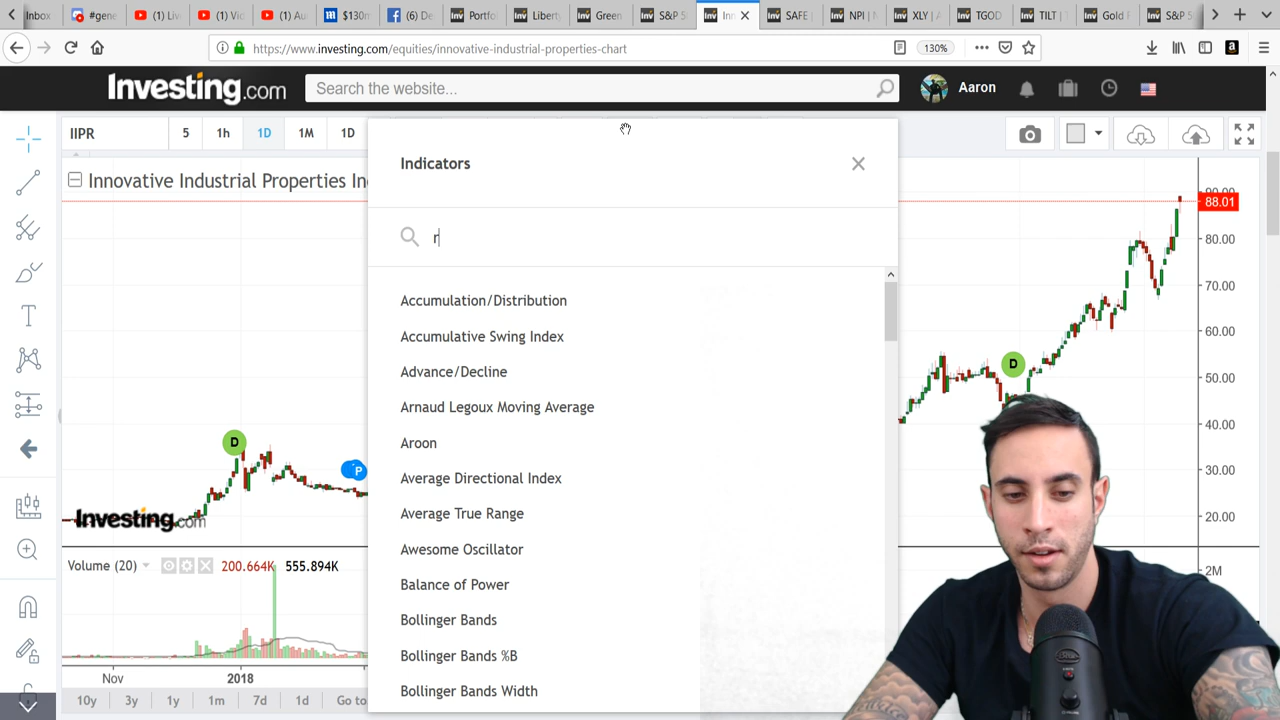 Inbox
#gene
(1) Live
(1) Vid
(1) Au
$130m
(6) De
Portfo
Libert
Green
S&P 5
Inn
SAFE
NPI | N
XLY | A
TGOD
TILT | T
Gold F
S&P 5
https://www.investing.com/equities/innovative-industrial-properties-chart
130%
Investing.com
Search the website...
Aaron
IIPR
5
1h
1D
1M
1D
Innovative Industrial Properties In
Indicators
r
Accumulation/Distribution
Accumulative Swing Index
Advance/Decline
Arnaud Legoux Moving Average
Aroon
Average Directional Index
Average True Range
Awesome Oscillator
Balance of Power
Bollinger Bands
Bollinger Bands %B
Bollinger Bands Width
90.00
88.01
80.00
70.00
60.00
50.00
40.00
30.00
20.00
2M
D
D
P
T
Investing.com
Volume (20)
200.664K
555.894K
Nov
2018
10y
3y
1y
1m
7d
1d
Go to